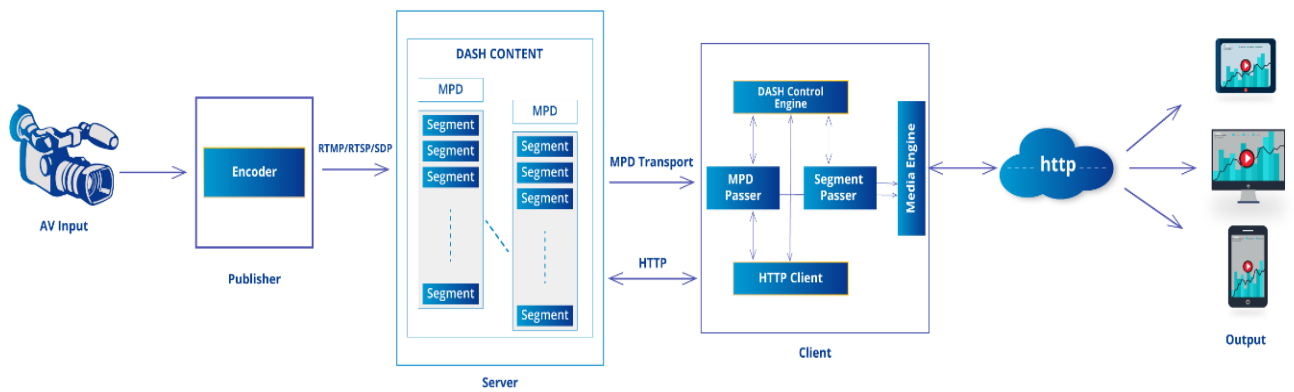 AV Input
Encoder
Publisher
RTMP/RTSP/SDP
DASH CONTENT
MPD
Segment
Segment
Segment
Segment
MPD
Segment
Segment
Segment
Segment
Server
MPD Transport
HTTP
DASH Control
Engine
MPD
Passer
Segment
Passer
HTTP Client
Media Engine
Client
http
Output